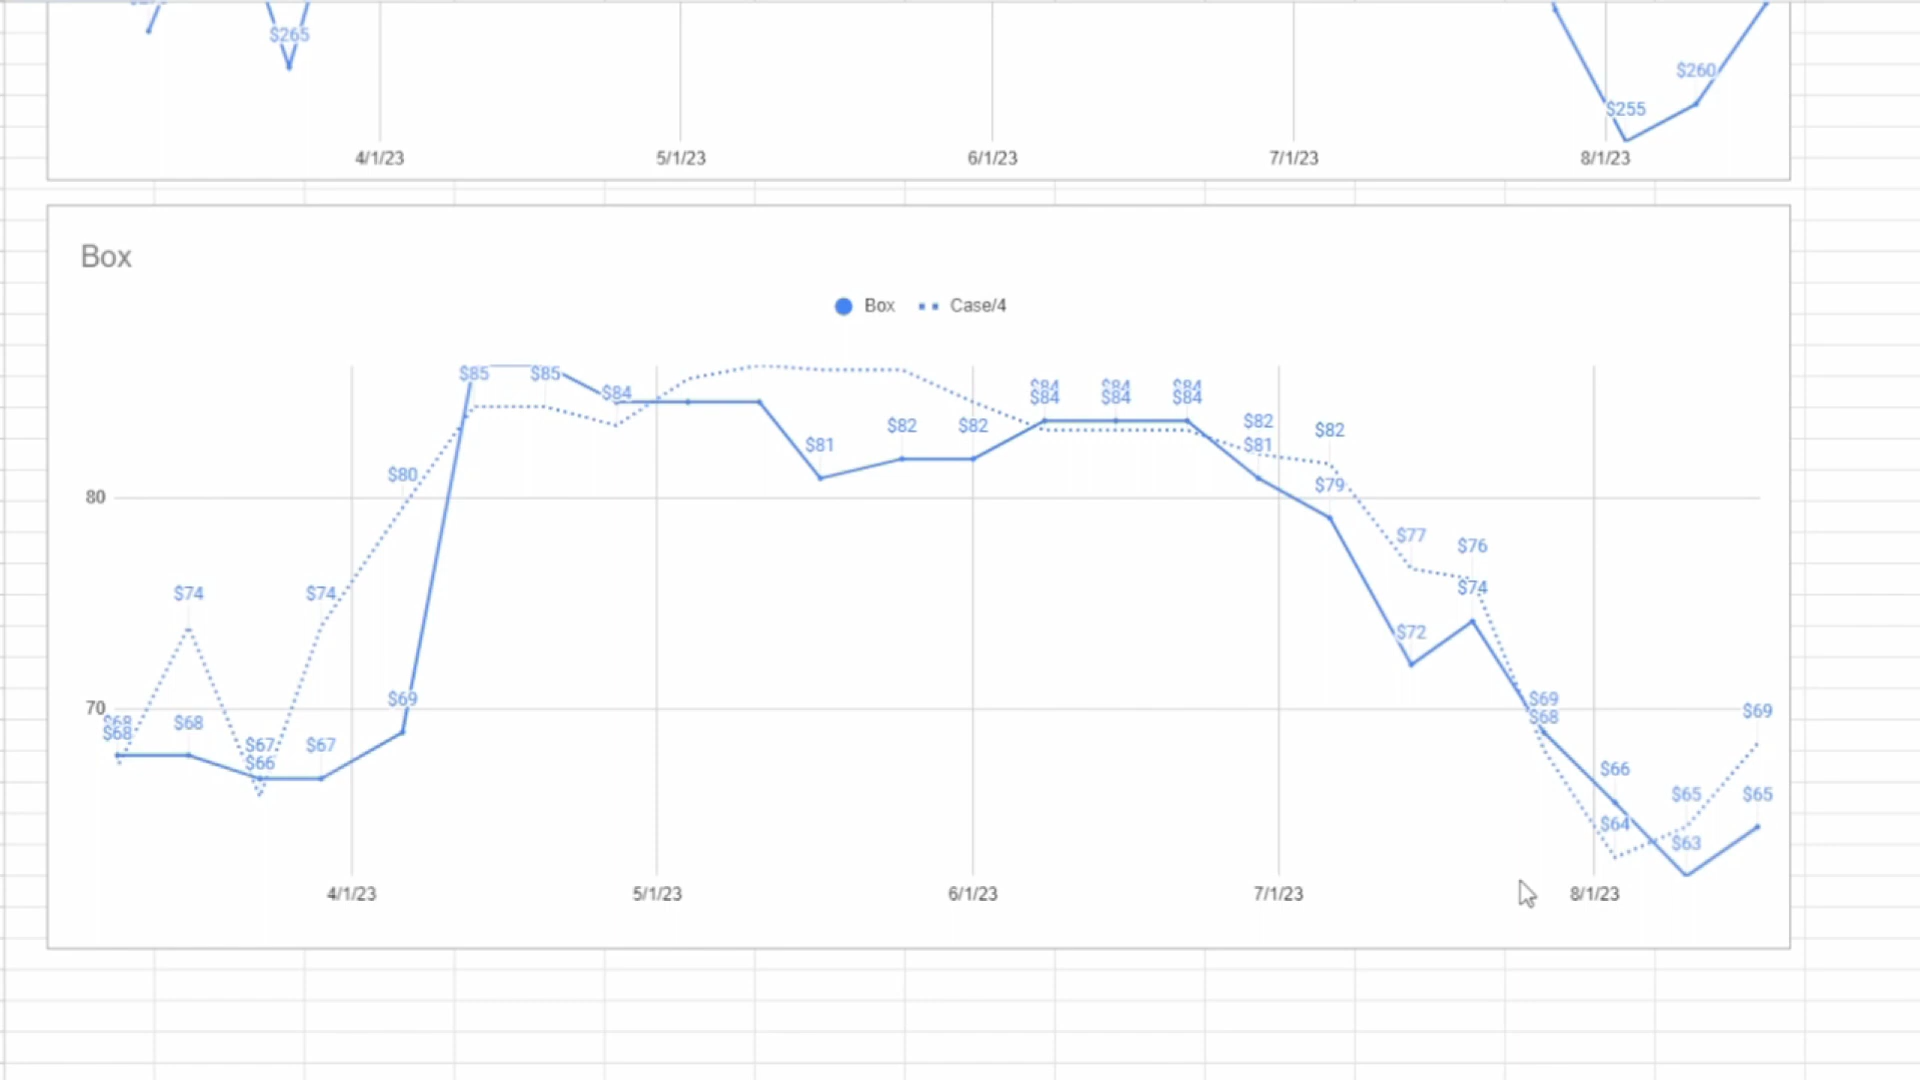 $265
$260
$255
4/1/23 5/1/23 6/1/23 7/1/23 8/1/23
Box
Box Case/4
$85 $85 $84 $84 $84 $84
$84 $84 $84
$82 $82 $82 $82
$81 $81
$80 $79
80
$77 $76
$74 $74 $74
$72
70
$68 $68 $69 $69 $69
$68 $67 $67 $68
$66 $66
$65 $65
$64 $63
4/1/23 5/1/23 6/1/23 7/1/23 8/1/23